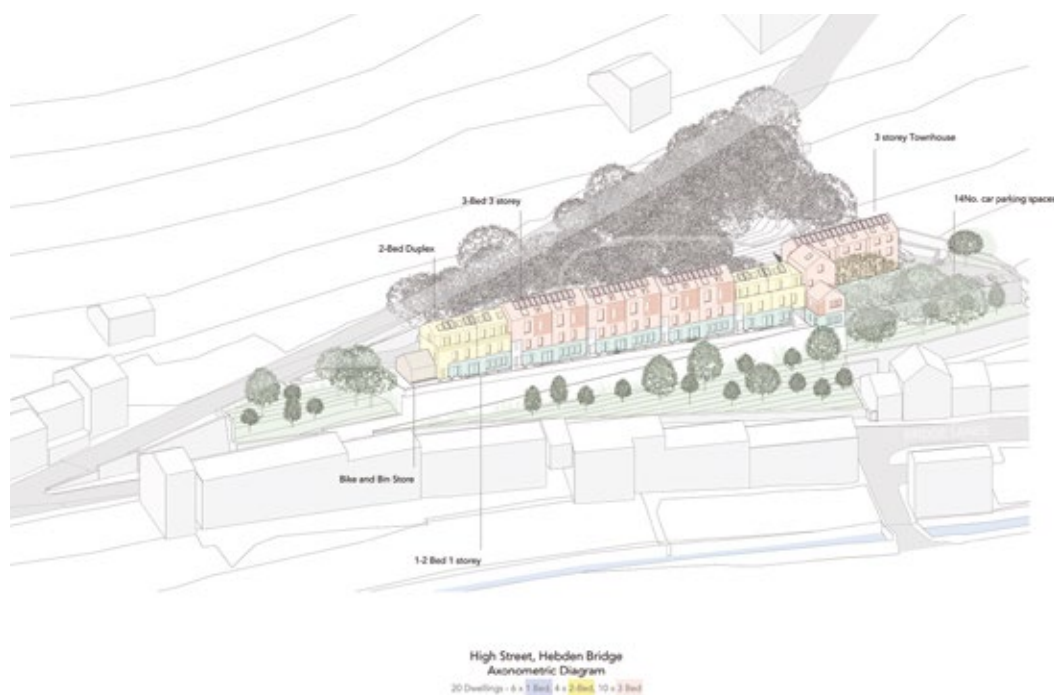 3 storey Townhouse
3-Bed 3 storey
14No. car parking spaces
2-Bed Duplex
Bike and Bin Store
1-2 Bed 1 storey
High Street, Hebden Bridge
Axonometric Diagram
20 Dwellings - 6 x 1 Bed, 4 x 2-Bed, 10 x 3 Bed